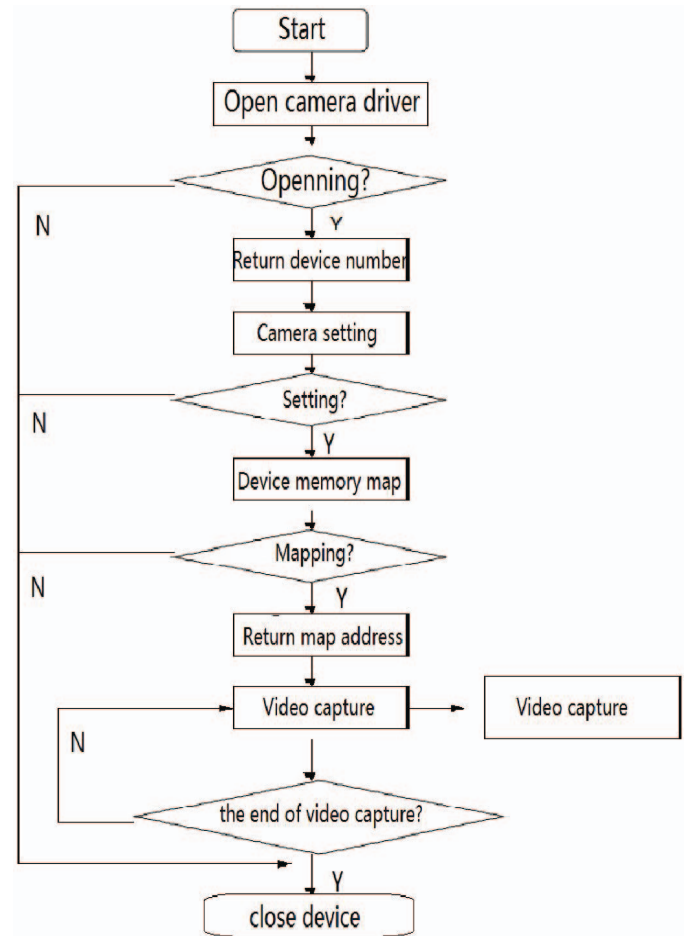 Start
Open camera driver
Openning?
N
Y
Return device number
Camera setting
Setting?
N
Y
Device memory map
Mapping?
N
Y
Return map address
Video capture
Video capture
N
the end of video capture?
Y
close device